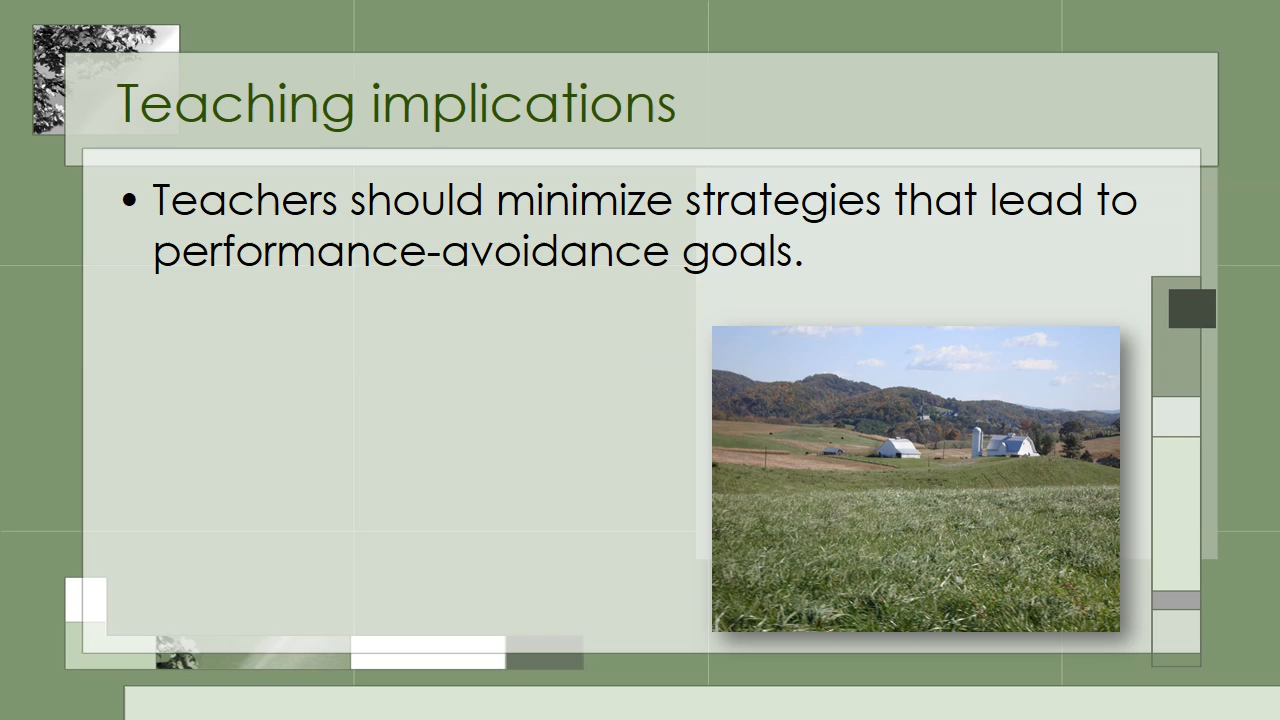 Teaching implications
• Teachers should minimize strategies that lead to
performance-avoidance goals.